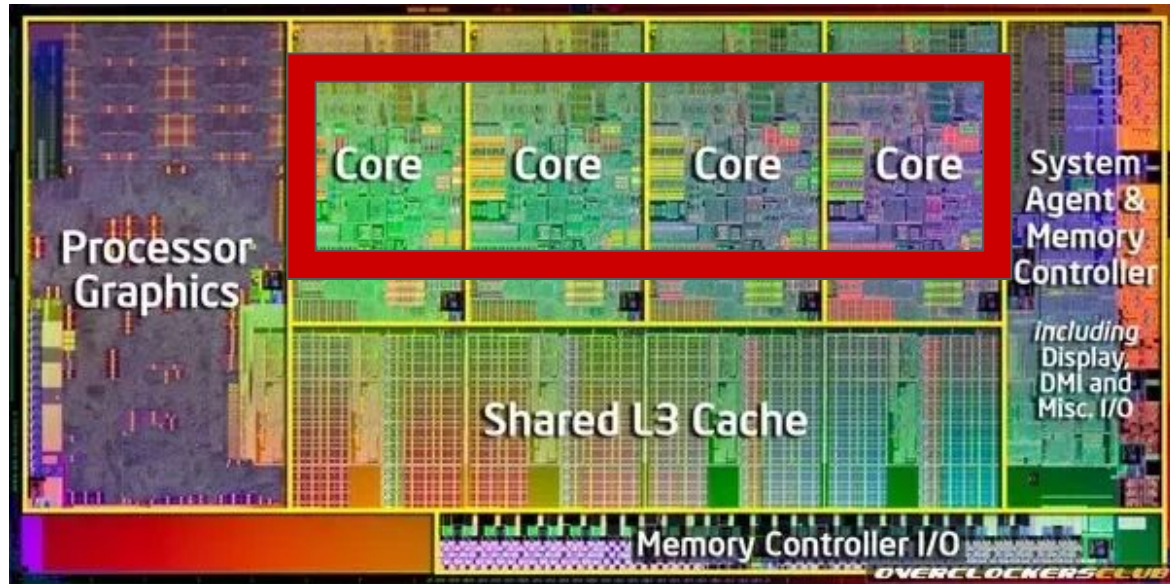 Core
Core
Core
Core
Processor
Graphics
System
Agent &
Memory
Controller
including
Display,
DMI and
Misc. I/O
Shared L3 Cache
Memory Controller I/O
OVERCLOCKERSCLUB